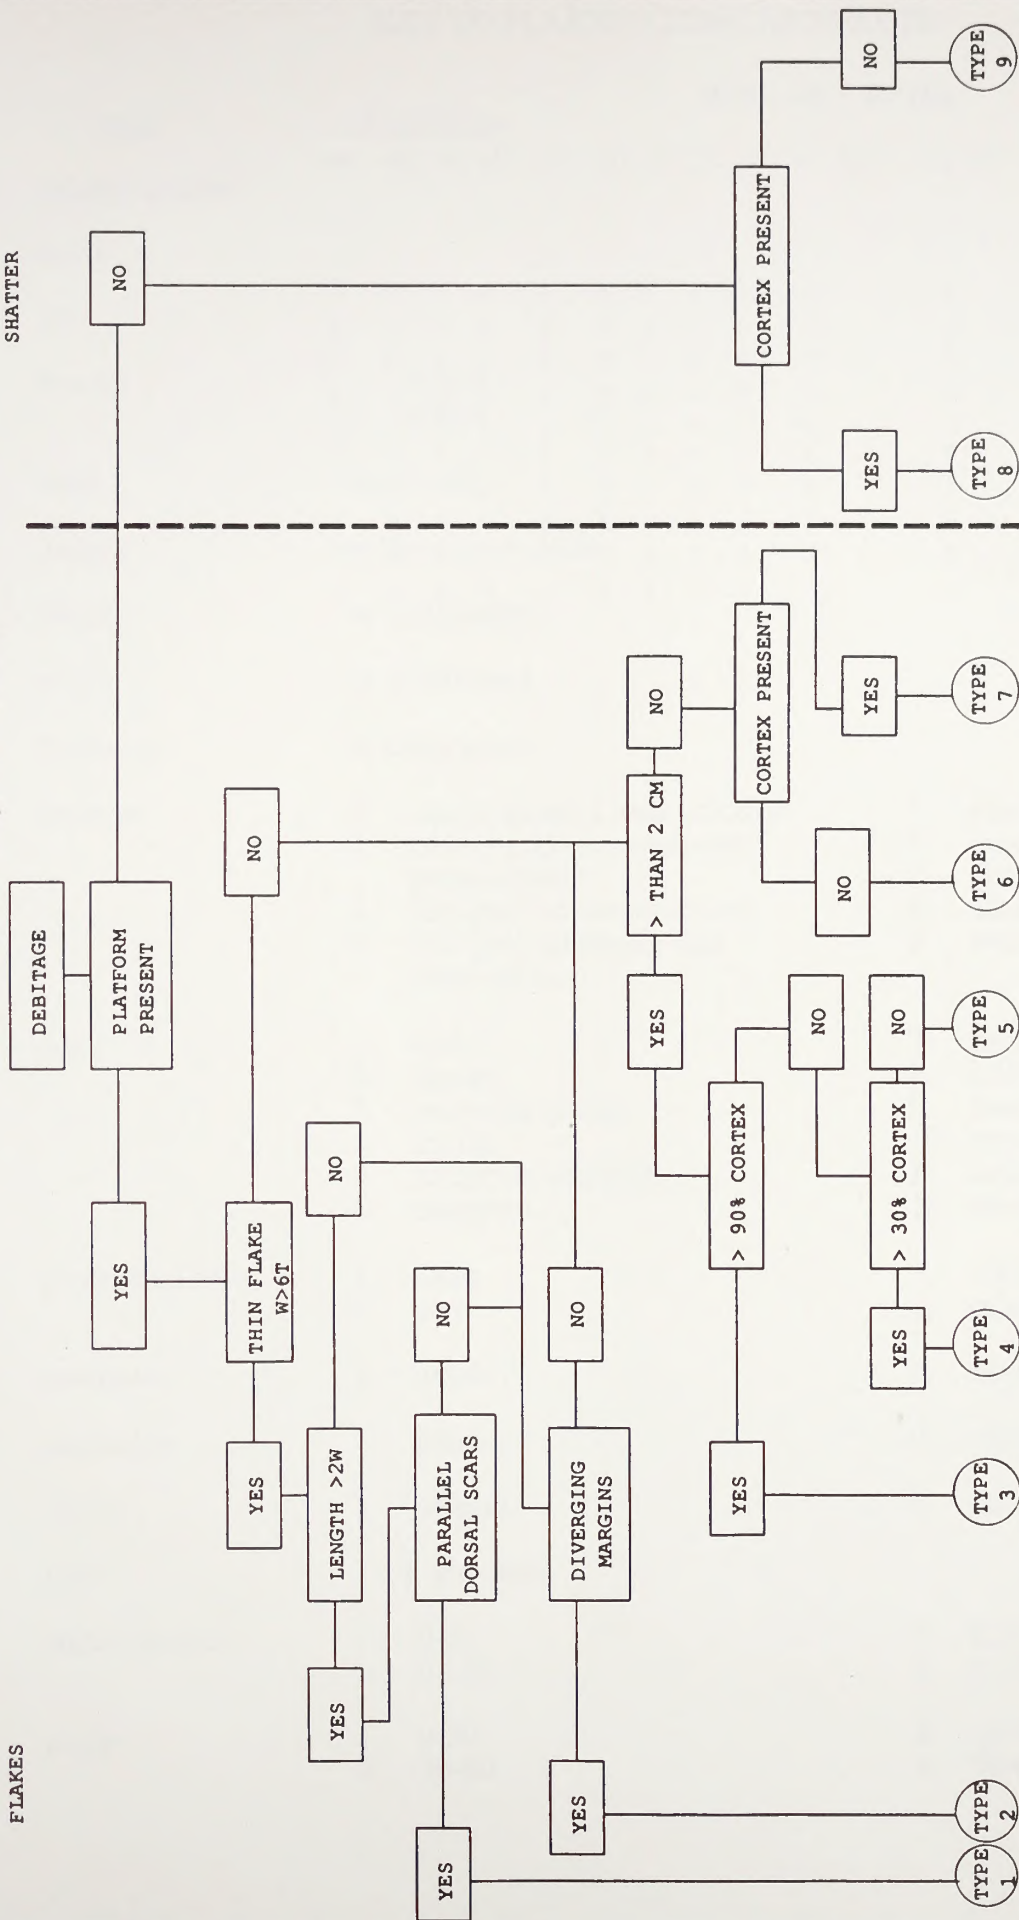 FLAKES
SHATTER
DEBITAGE
PLATFORM
PRESENT
YES
NO
THIN FLAKE
W>6T
YES
NO
LENGTH >2W
YES
NO
PARALLEL
DORSAL SCARS
YES
NO
DIVERGING
MARGINS
YES
NO
> THAN 2 CM
YES
NO
> 90% CORTEX
YES
NO
CORTEX PRESENT
NO
YES
CORTEX PRESENT
YES
NO
> 30% CORTEX
YES
NO
TYPE
1
TYPE
2
TYPE
3
TYPE
4
TYPE
5
TYPE
6
TYPE
7
TYPE
8
TYPE
9